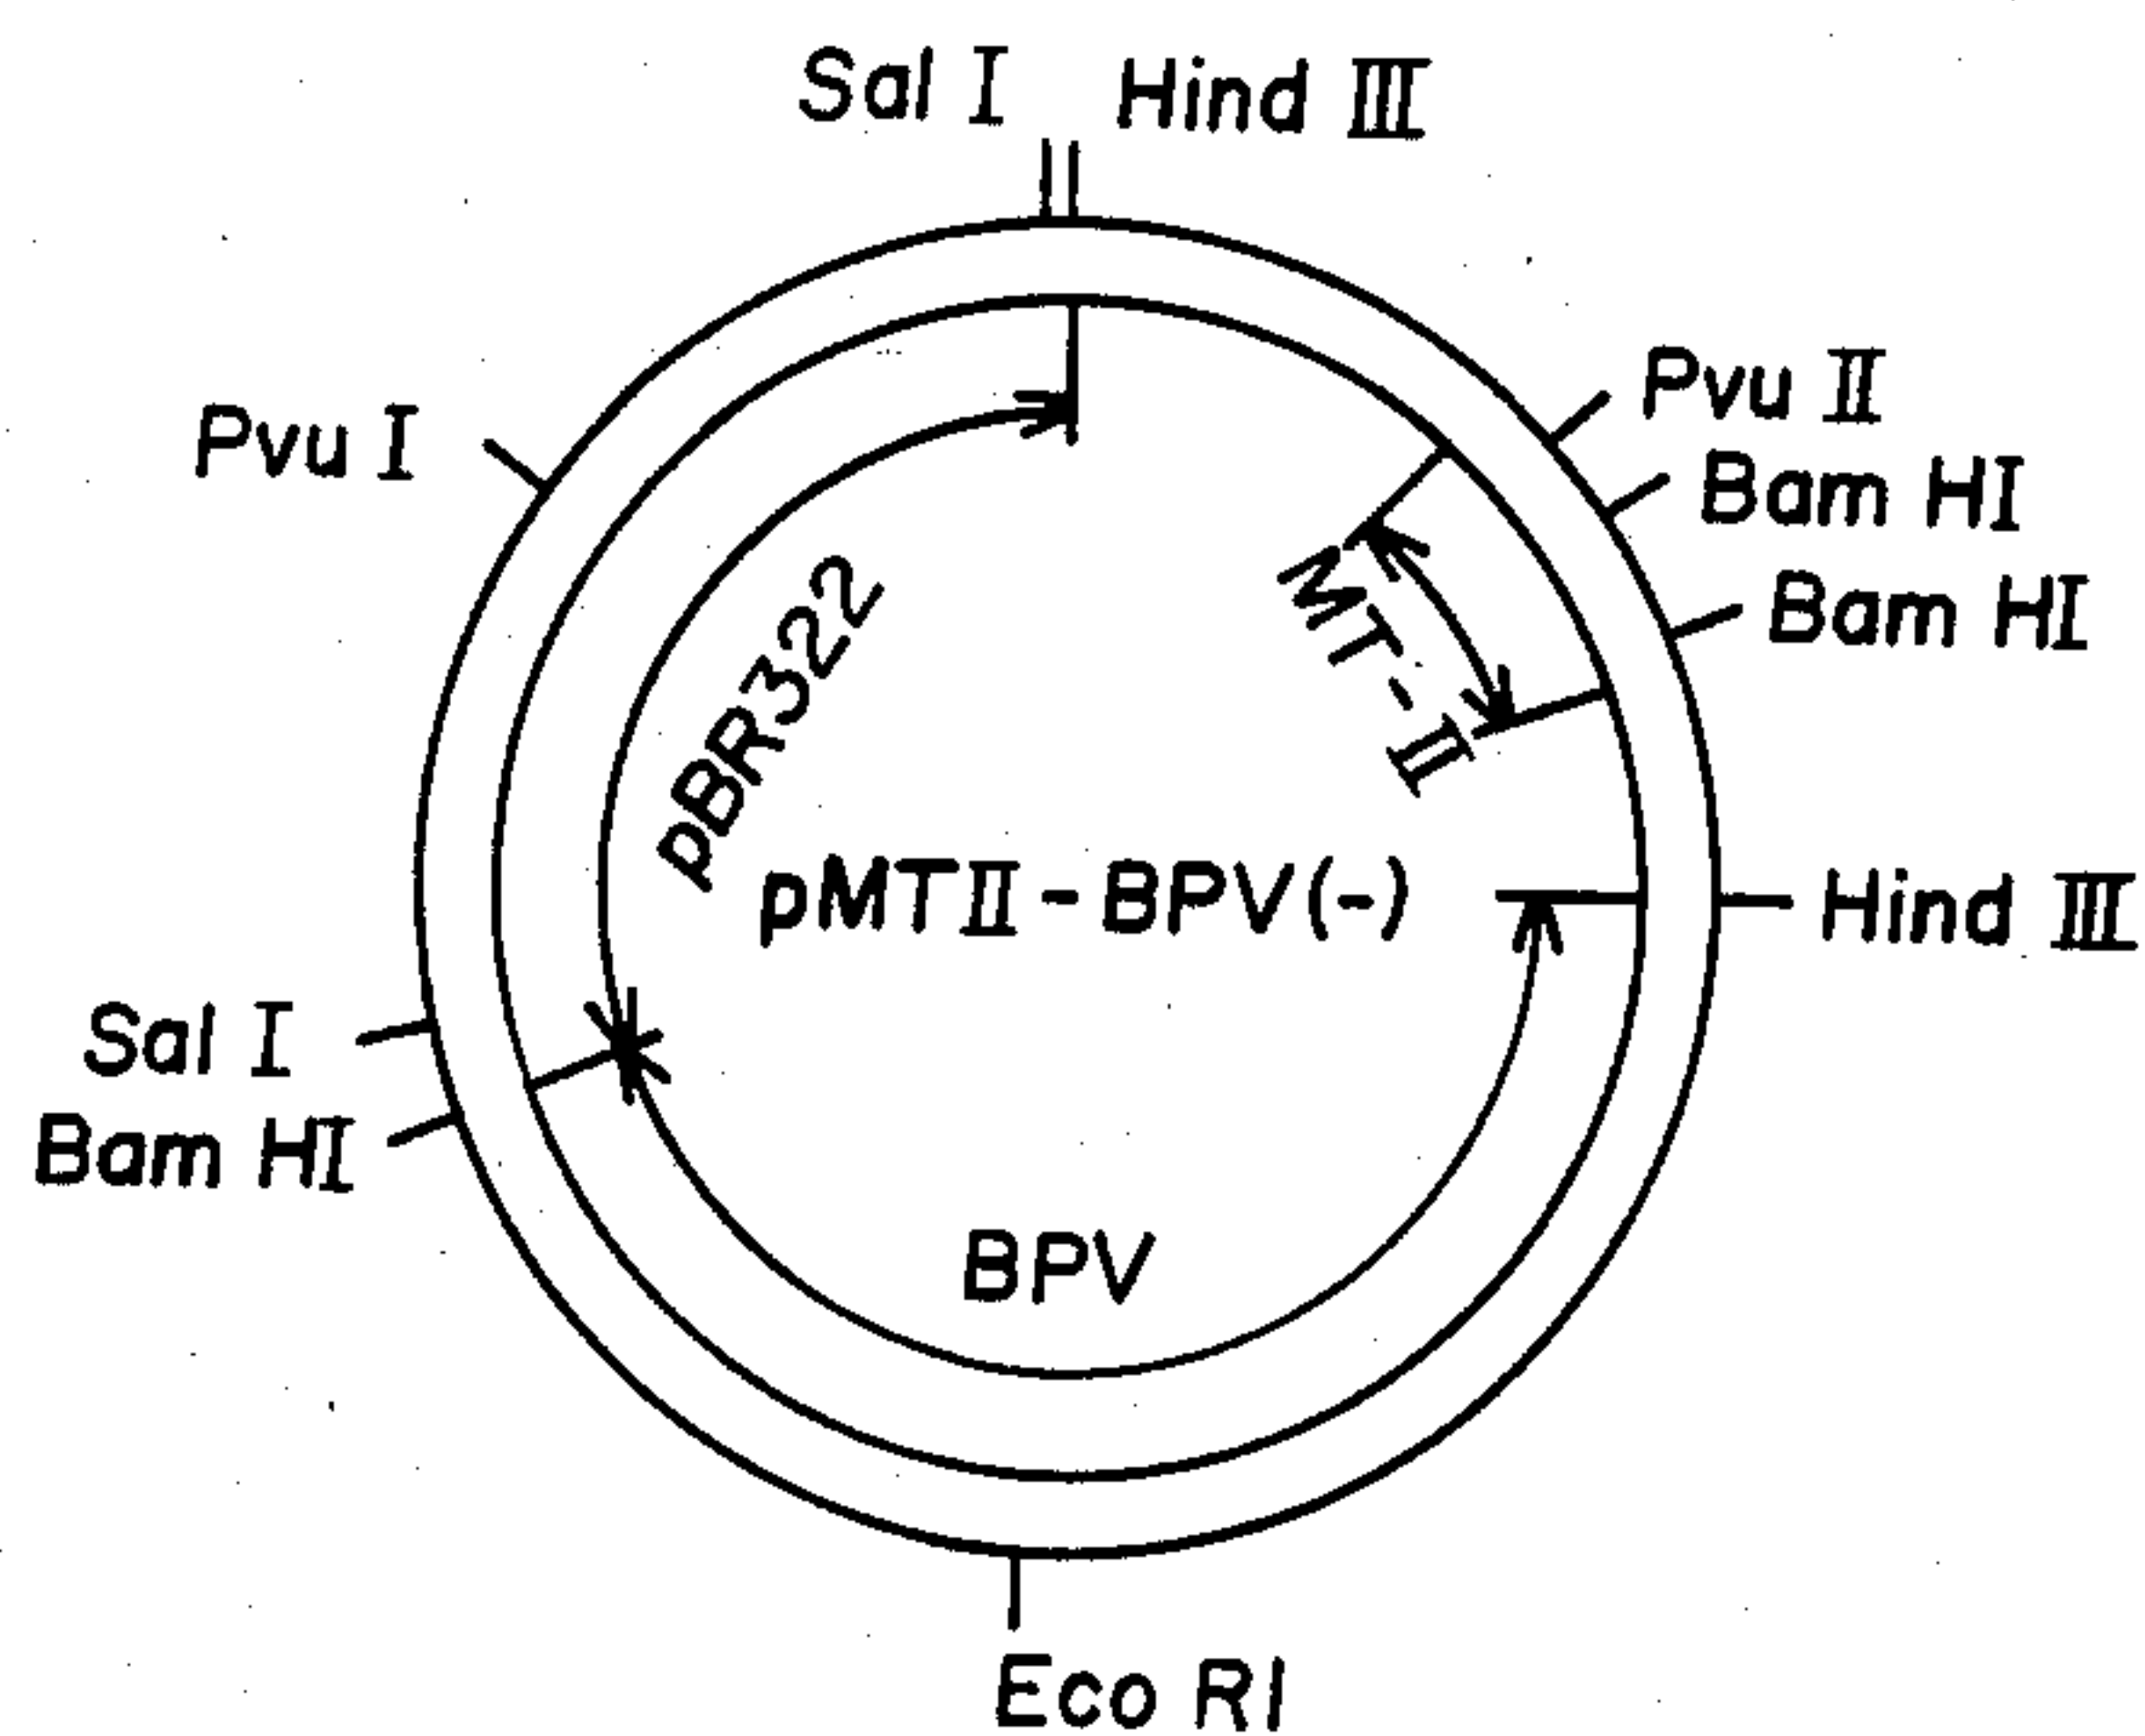 Sal I Hind III
Pvu I
Pvu II
Bam HI
Bam HI
pBR322
MT-II
pMTII-BPV(-)
Hind III
Sal I
Bam HI
BPV
Eco RI